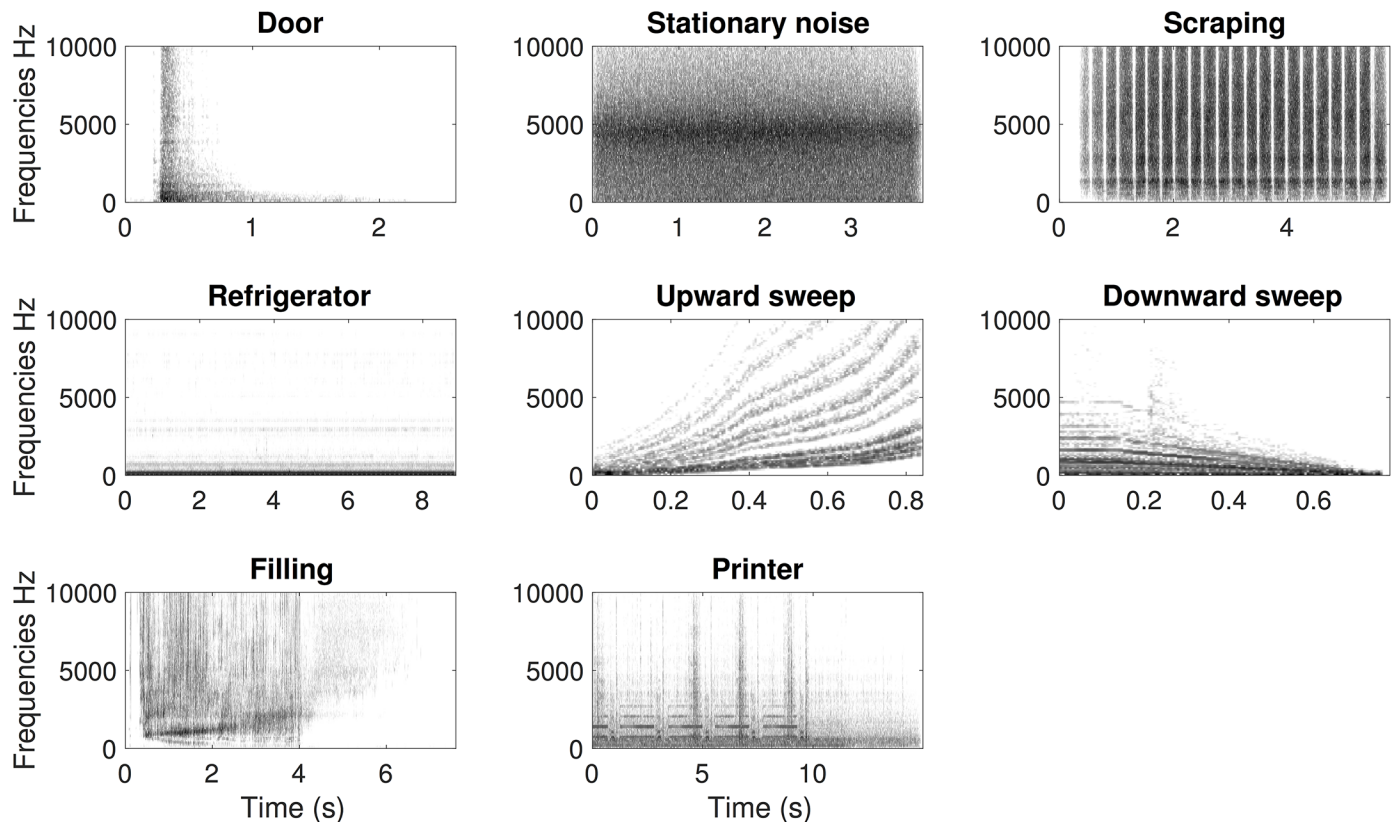 Door
Stationary noise
Scraping
Frequencies Hz
10000
5000
0
0 1 2
10000
5000
0
0 1 2 3
10000
5000
0
0 2 4
Refrigerator
Upward sweep
Downward sweep
Frequencies Hz
10000
5000
0
0 2 4 6 8
10000
5000
0
0 0.2 0.4 0.6 0.8
10000
5000
0
0 0.2 0.4 0.6
Filling
Printer
Frequencies Hz
10000
5000
0
0 2 4 6
Time (s)
10000
5000
0
0 5 10
Time (s)